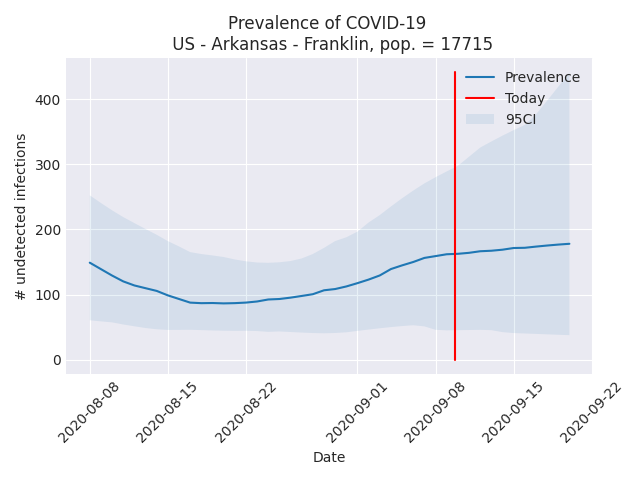 Prevalence of COVID-19
US - Arkansas - Franklin, pop. = 17715
Prevalence
Today
95CI
400
300
200
100
0
# undetected infections
2020-08-08
2020-08-15
2020-08-22
2020-09-01
2020-09-08
2020-09-15
2020-09-22
Date